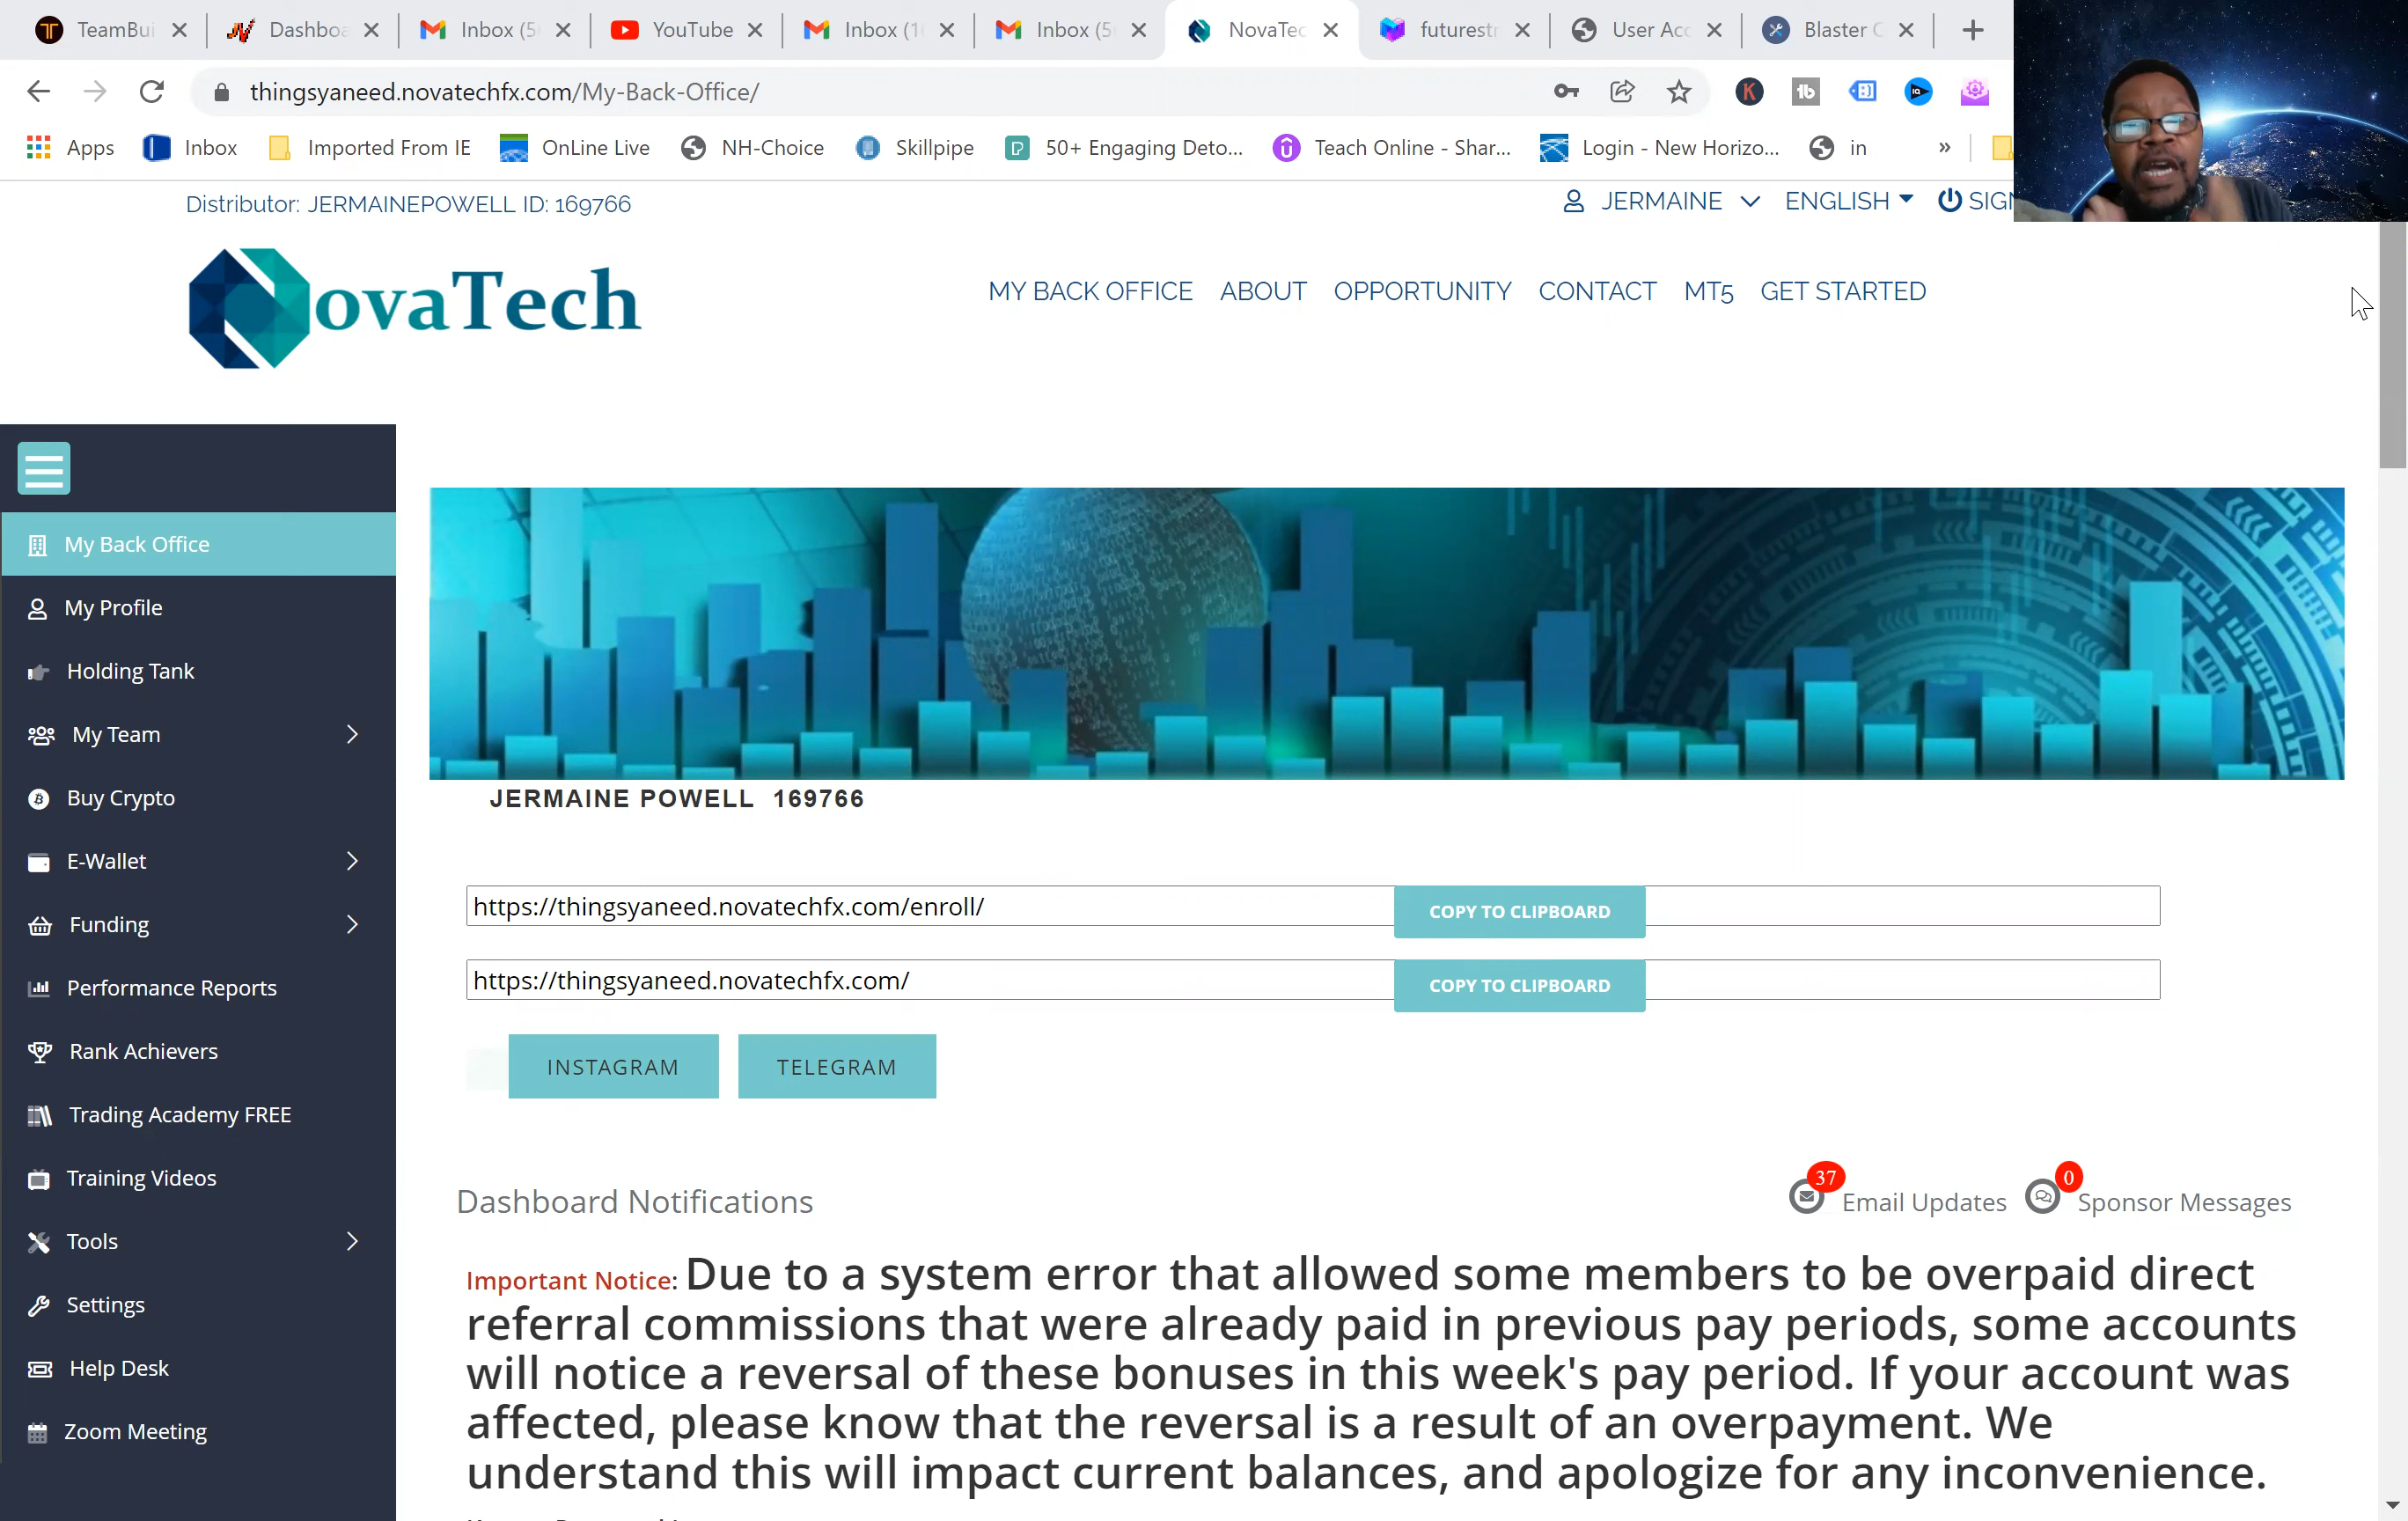 TeamBui
Dashboa
Inbox (5
YouTube
Inbox (1
Inbox (5
NovaTec
futurest
User Acc
Blaster C
thingsyaneed.novatechfx.com/My-Back-Office/
Apps
Inbox
Imported From IE
OnLine Live
NH-Choice
Skillpipe
50+ Engaging Deto...
Teach Online - Shar...
Login - New Horizo...
in
»
Distributor: JERMAINEPOWELL ID: 169766
JERMAINE
ENGLISH
SIGN
NovaTech
MY BACK OFFICE
ABOUT
OPPORTUNITY
CONTACT
MT5
GET STARTED
My Back Office
My Profile
Holding Tank
My Team
Buy Crypto
E-Wallet
Funding
Performance Reports
Rank Achievers
Trading Academy FREE
Training Videos
Tools
Settings
Help Desk
Zoom Meeting
JERMAINE POWELL 169766
https://thingsyaneed.novatechfx.com/enroll/
COPY TO CLIPBOARD
https://thingsyaneed.novatechfx.com/
COPY TO CLIPBOARD
INSTAGRAM
TELEGRAM
Dashboard Notifications
37
Email Updates
0
Sponsor Messages
Important Notice: Due to a system error that allowed some members to be overpaid direct
referral commissions that were already paid in previous pay periods, some accounts
will notice a reversal of these bonuses in this week's pay period. If your account was
affected, please know that the reversal is a result of an overpayment. We
understand this will impact current balances, and apologize for any inconvenience.